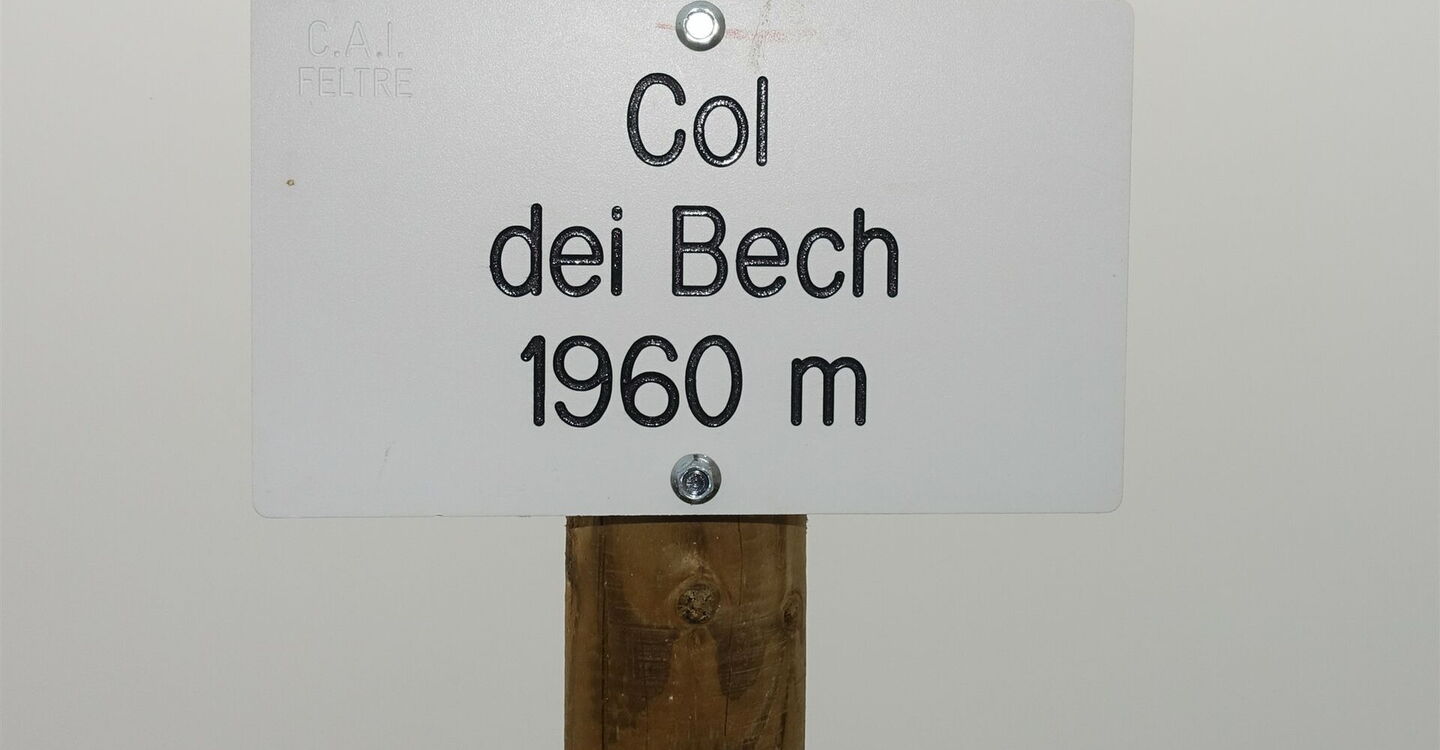 C.A.I.
FELTRE
Col
dei Bech
1960 m